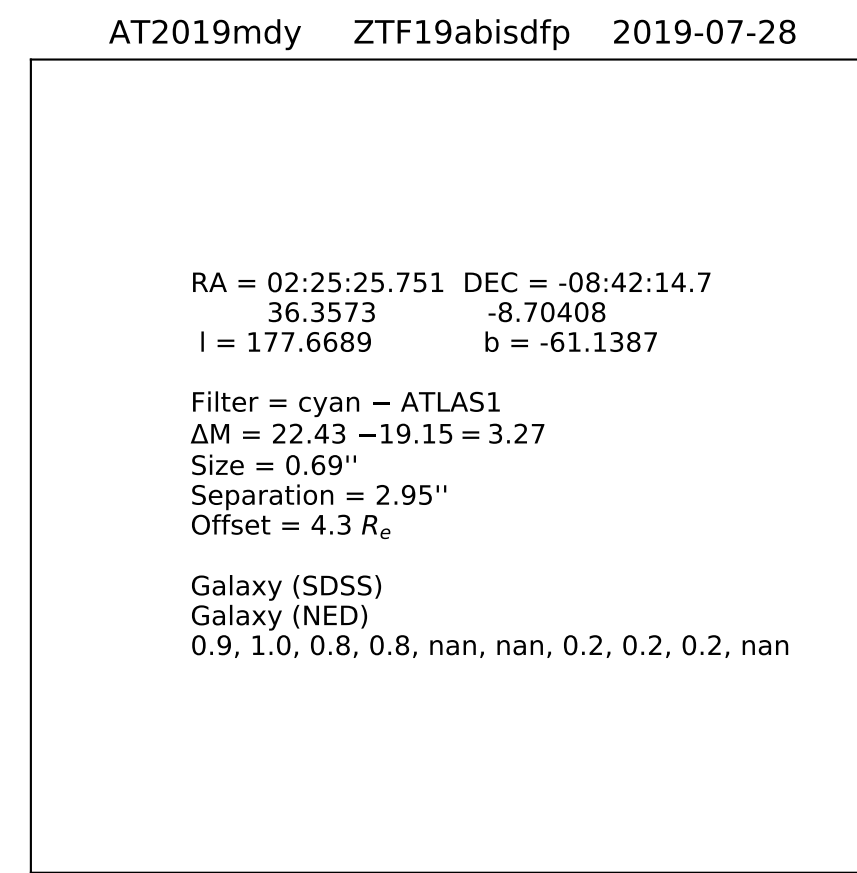 AT2019mdy ZTF19abisdfp 2019-07-28
RA = 02:25:25.751 DEC = -08:42:14.7
36.3573 -8.70408
l = 177.6689 b = -61.1387
Filter = cyan − ATLAS1
ΔM = 22.43 −19.15 = 3.27
Size = 0.69''
Separation = 2.95''
Offset = 4.3 Re
Galaxy (SDSS)
Galaxy (NED)
0.9, 1.0, 0.8, 0.8, nan, nan, 0.2, 0.2, 0.2, nan